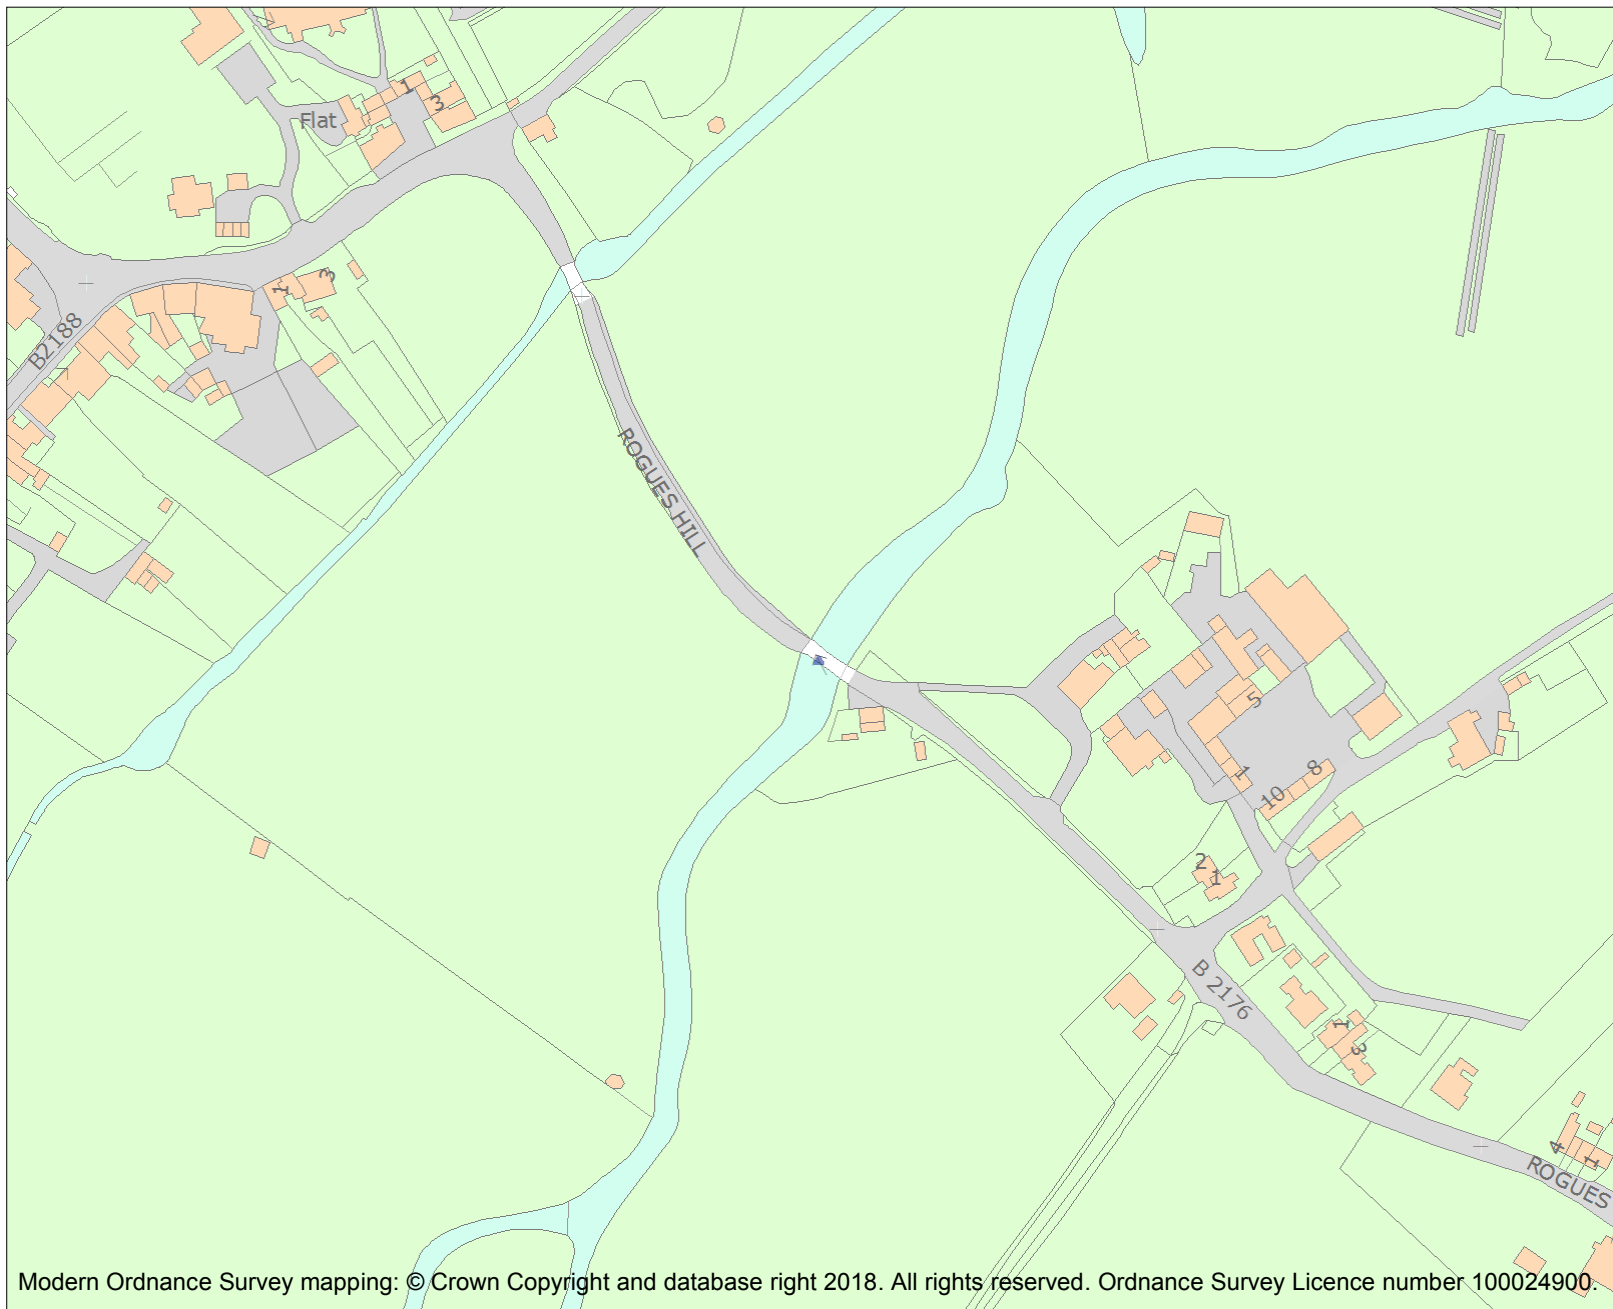 1
3
Flat
1
3
B2188
ROGUES HILL
5
1
8
10
2
1
B 2176
1
3
4
1
ROGUES
Modern Ordnance Survey mapping: © Crown Copyright and database right 2018. All rights reserved. Ordnance Survey Licence number 100024900.